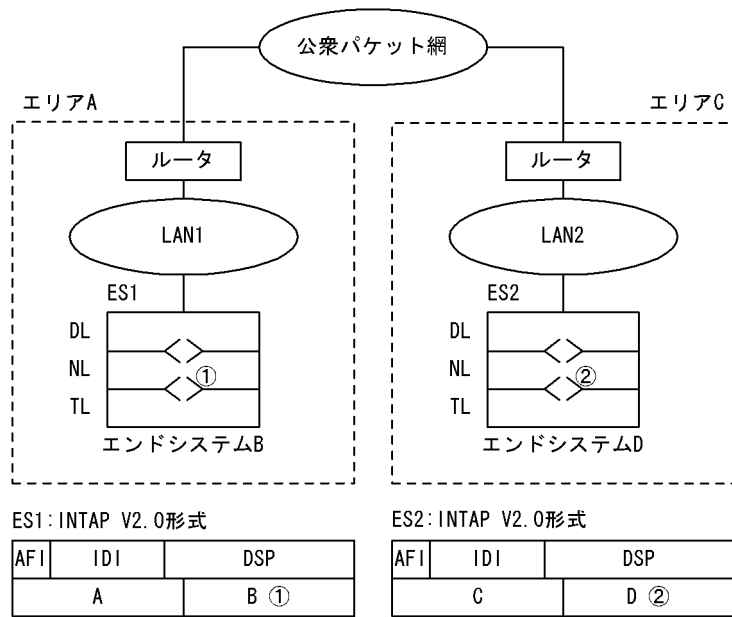 公衆パケット網
エリアA
エリアC
ルータ
ルータ
LAN1
LAN2
ES1
ES2
DL
NL
TL
①
DL
NL
TL
②
エンドシステムB
エンドシステムD
ES1:INTAP V2.0形式
AFI IDI DSP
A B ①
ES2:INTAP V2.0形式
AFI IDI DSP
C D ②